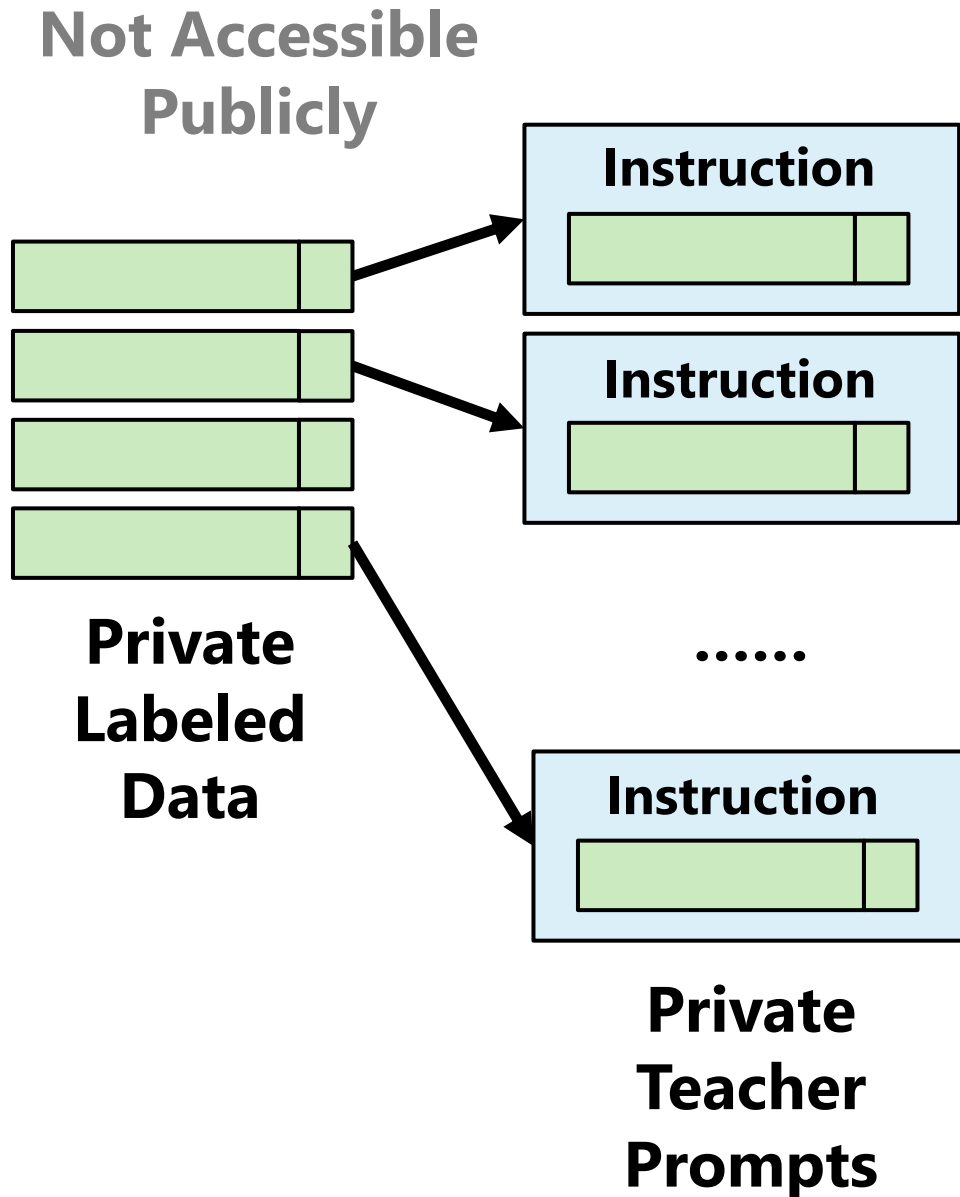 Not Accessible
Publicly
Instruction
Instruction
Private
Labeled
Data
......
Instruction
Private
Teacher
Prompts